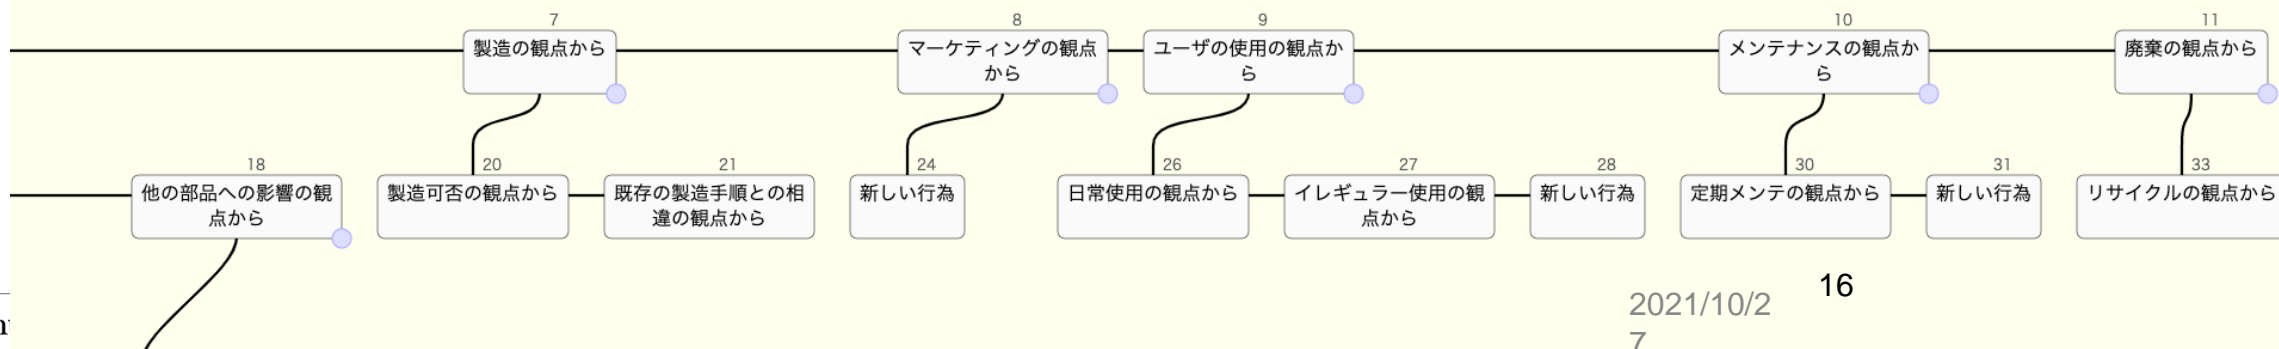 7
8
9
10
11
製造の観点から
マーケティングの観点
から
ユーザの使用の観点か
ら
メンテナンスの観点か
ら
廃棄の観点から
18
20
21
24
26
27
28
30
31
33
他の部品への影響の観
点から
製造可否の観点から
既存の製造手順との相
違の観点から
新しい行為
日常使用の観点から
イレギュラー使用の観
点から
新しい行為
定期メンテの観点から
新しい行為
リサイクルの観点から
16
2021/10/2
7